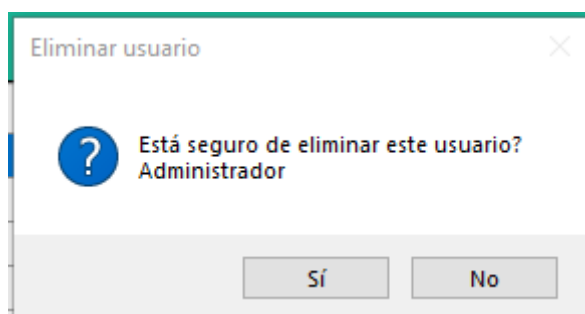 Eliminar usuario
Está seguro de eliminar este usuario?
Administrador
Sí
No